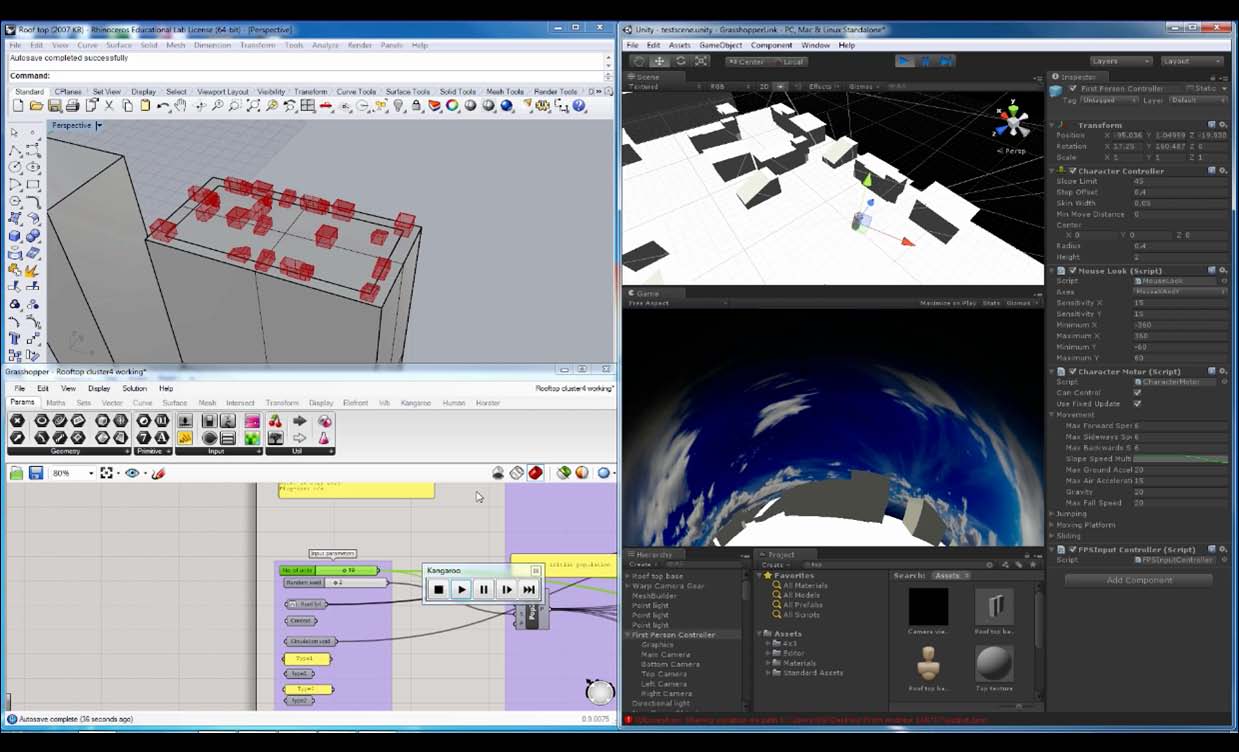 Roof top (2007 KB) - Rhinoceros Educational Lab License (64-bit) - [Perspective]
File Edit View Curve Surface Solid Mesh Dimension Transform Tools Analyze Render Panels Help
Autosave completed successfully
Command:
Standard CPlanes Set View Display Select Viewport Layout Visibility Transform Curve Tools Surface Tools Solid Tools Mesh Tools Render Tools D
Perspective
Grasshopper - Rooftop cluster4 working*
File Edit View Display Solution Help
Rooftop cluster4 working*
Params Maths Sets Vector Curve Surface Mesh Intersect Transform Display Elefront Wb Kangaroo Human Horster
Geometry Primitive Input Util
80%
Input parameters
Random seed
Circulation void
Type1
Type1
Type2
Type2
Kangaroo
initial population
Autosave complete (36 seconds ago)
0.9.0075
Unity - testscene.unity - GrasshopperLink - PC, Mac & Linux Standalone*
File Edit Assets GameObject Component Window Help
Center Local
Layers Layout
Scene
Textured RGB 2D Effects Gizmos
y
x
z
Persp
Game
Free Aspect
Maximize on Play Stats Gizmos
Hierarchy
Create
Roof top base
Warp Camera Gear
MeshBuilder
Point light
Point light
Point light
First Person Controller
Graphics
Main Camera
Bottom Camera
Top Camera
Left Camera
Right Camera
Directional light
Project
Create
Favorites
All Materials
All Models
All Prefabs
All Scripts
Assets
4x3
Editor
Materials
Standard Assets
Search: Assets
Camera vie...
Roof top ba...
Roof top ba...
Top texture
Inspector
First Person Controller Static
Tag Untagged Layer Default
Transform
Position X -95.036 Y 1.04959 Z -19.938
Rotation X 17.25 Y 160.487 Z 0
Scale X 1 Y 1 Z 1
Character Controller
Slope Limit 45
Step Offset 0.4
Skin Width 0.05
Min Move Distance 0
Center
X 0 Y 0 Z 0
Radius 0.4
Height 2
Mouse Look (Script)
Script MouseLook
Axes MouseXAndY
Sensitivity X 15
Sensitivity Y 15
Minimum X -360
Maximum X 360
Minimum Y -60
Maximum Y 60
Character Motor (Script)
Script CharacterMotor
Can Control
Use Fixed Update
Movement
Max Forward Spee 6
Max Sideways Spe 6
Max Backwards S 6
Slope Speed Multi
Max Ground Accel 20
Max Air Accelerati 15
Gravity 20
Max Fall Speed 20
Jumping
Moving Platform
Sliding
FPSInput Controller (Script)
Script FPSInputController
Add Component